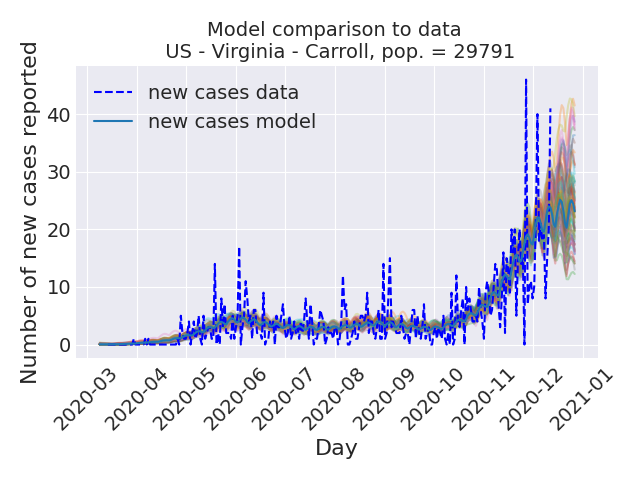 Model comparison to data
US - Virginia - Carroll, pop. = 29791
Number of new cases reported
40
30
20
10
0
new cases data
new cases model
2020-03
2020-04
2020-05
2020-06
2020-07
2020-08
2020-09
2020-10
2020-11
2020-12
2021-01
Day